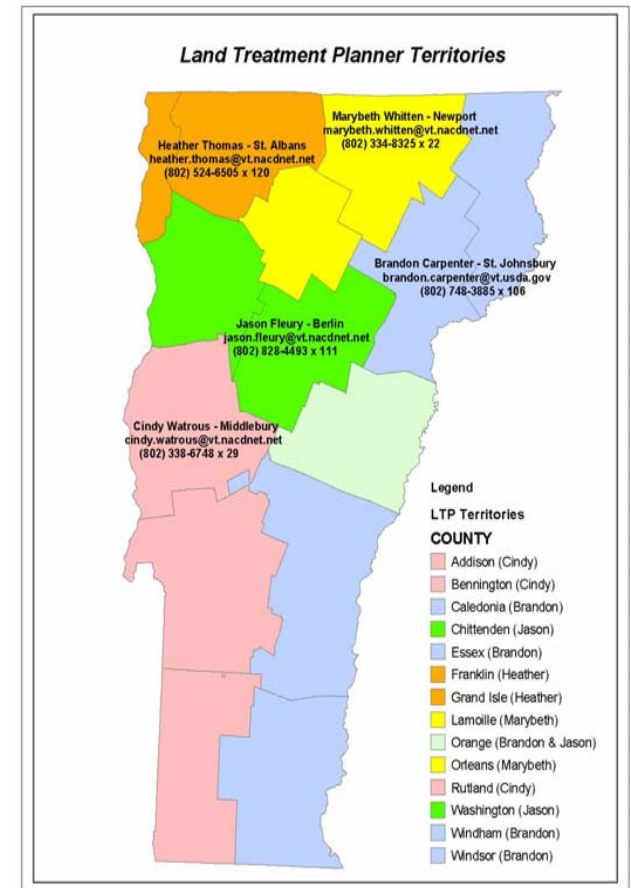 Land Treatment Planner Territories
Marybeth Whitten - Newport
marybeth.whitten@vt.nacdnet.net
(802) 334-8325 x 22
Heather Thomas - St. Albans
heather.thomas@vt.nacdnet.net
(802) 524-6505 x 120
Brandon Carpenter - St. Johnsbury
brandon.carpenter@vt.usda.gov
(802) 748-3885 x 106
Jason Fleury - Berlin
jason.fleury@vt.nacdnet.net
(802) 828-4493 x 111
Cindy Watrous - Middlebury
cindy.watrous@vt.nacdnet.net
(802) 338-6748 x 29
Legend
LTP Territories
COUNTY
Addison (Cindy)
Bennington (Cindy)
Caledonia (Brandon)
Chittenden (Jason)
Essex (Brandon)
Franklin (Heather)
Grand Isle (Heather)
Lamoille (Marybeth)
Orange (Brandon & Jason)
Orleans (Marybeth)
Rutland (Cindy)
Washington (Jason)
Windham (Brandon)
Windsor (Brandon)